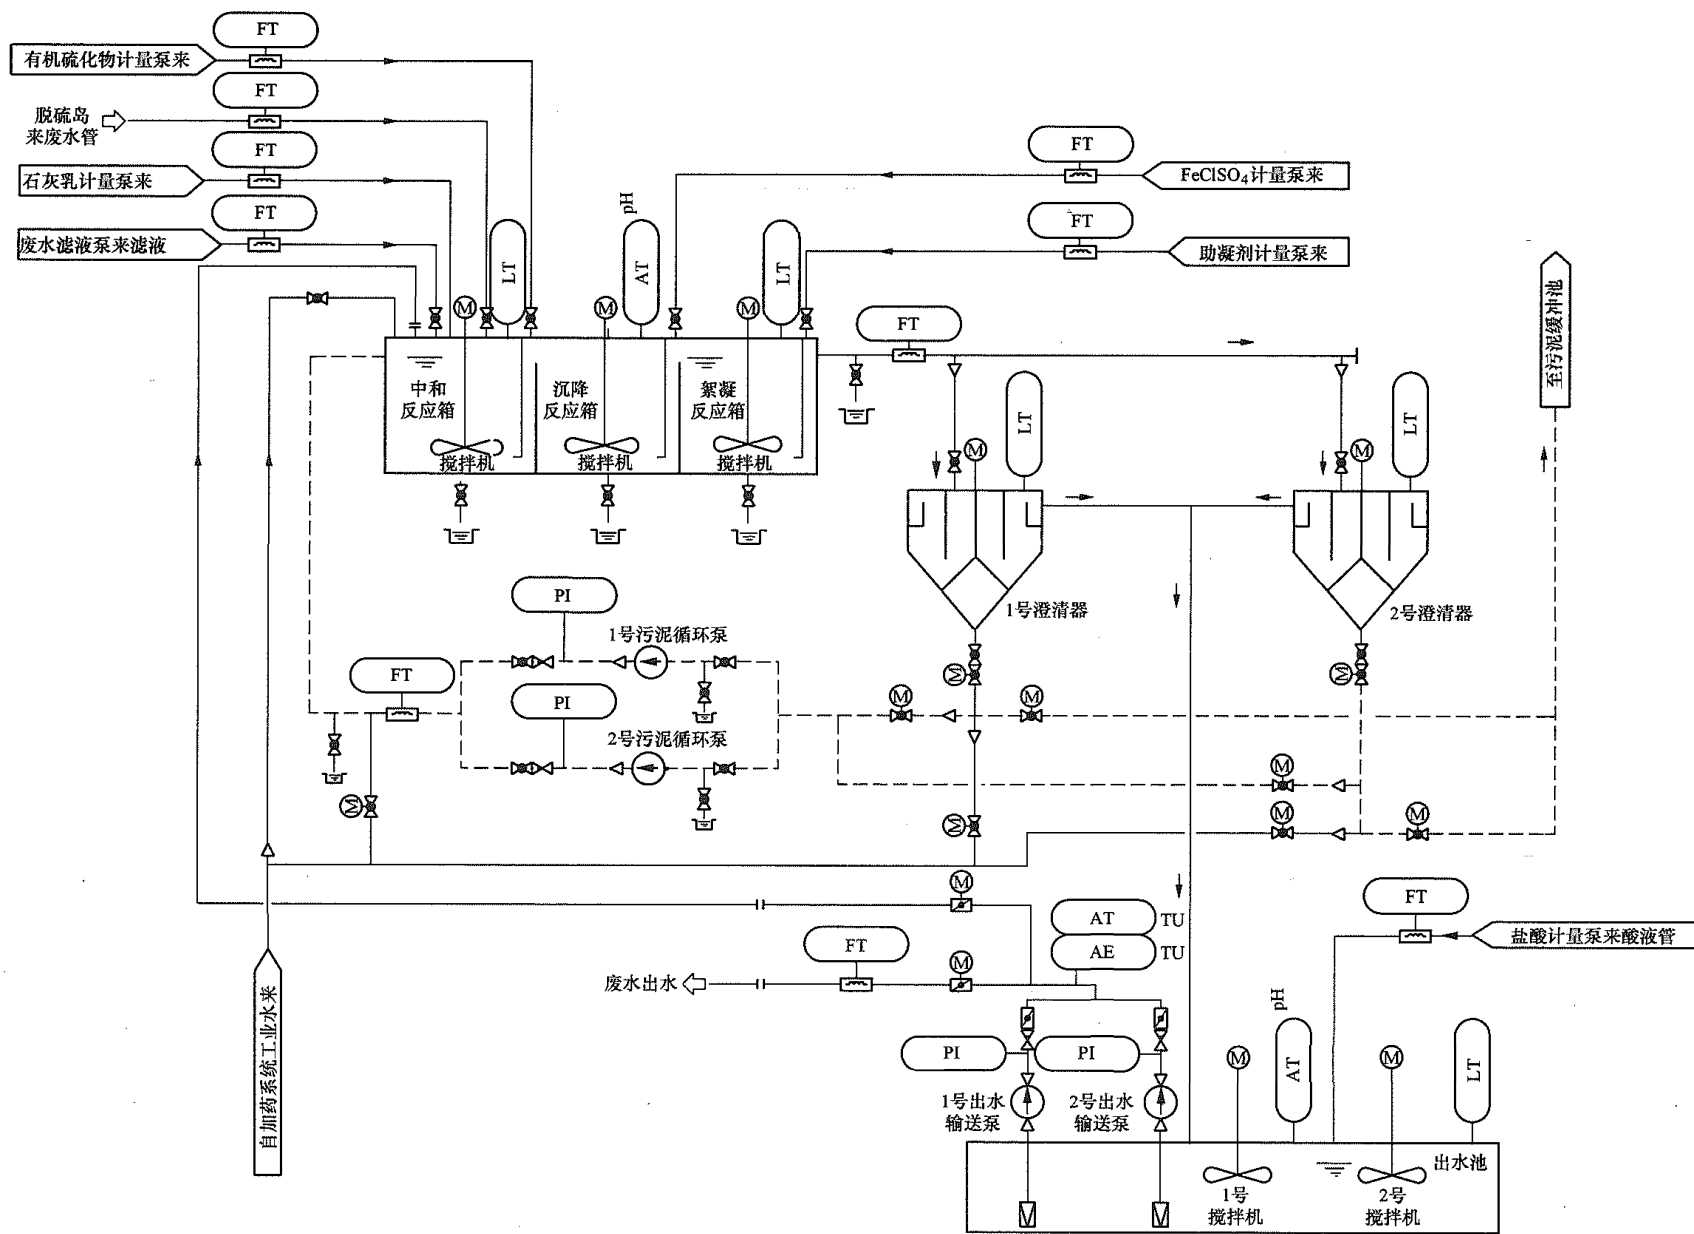 FT
有机硫化物计量泵来
FT
脱硫岛
来废水管
FT
石灰乳计量泵来
FT
废水滤液泵来滤液
FT
FeClSO4计量泵来
FT
助凝剂计量泵来
pH
LT
AT
LT
M
M
M
FT
至污泥缓冲池
中和
反应箱
沉降
反应箱
絮凝
反应箱
搅拌机
搅拌机
搅拌机
LT
LT
M
M
1号澄清器
2号澄清器
PI
1号污泥循环泵
FT
PI
2号污泥循环泵
M
M
M
M
M
M
M
M
M
M
M
FT
AT
TU
AE
TU
盐酸计量泵来酸液管
FT
M
废水出水
自加药系统工业水来
pH
PI
PI
M
AT
M
LT
1号出水
输送泵
2号出水
输送泵
出水池
1号
搅拌机
2号
搅拌机